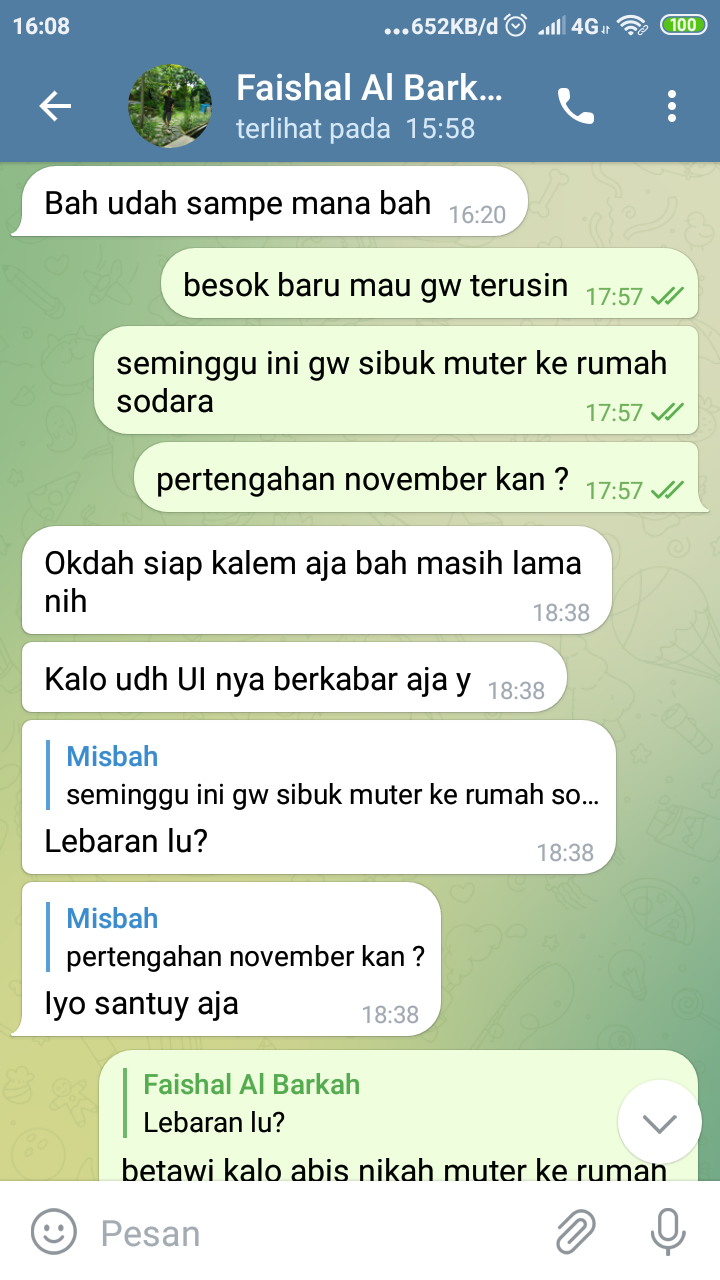 16:08
...652KB/d 4G 100
Faishal Al Bark...
terlihat pada 15:58
Bah udah sampe mana bah 16:20
besok baru mau gw terusin 17:57
seminggu ini gw sibuk muter ke rumah
sodara 17:57
pertengahan november kan ? 17:57
Okdah siap kalem aja bah masih lama
nih 18:38
Kalo udh UI nya berkabar aja y 18:38
Misbah
seminggu ini gw sibuk muter ke rumah so...
Lebaran lu? 18:38
Misbah
pertengahan november kan ?
Iyo santuy aja 18:38
Faishal Al Barkah
Lebaran lu?
betawi kalo abis nikah muter ke rumah
Pesan